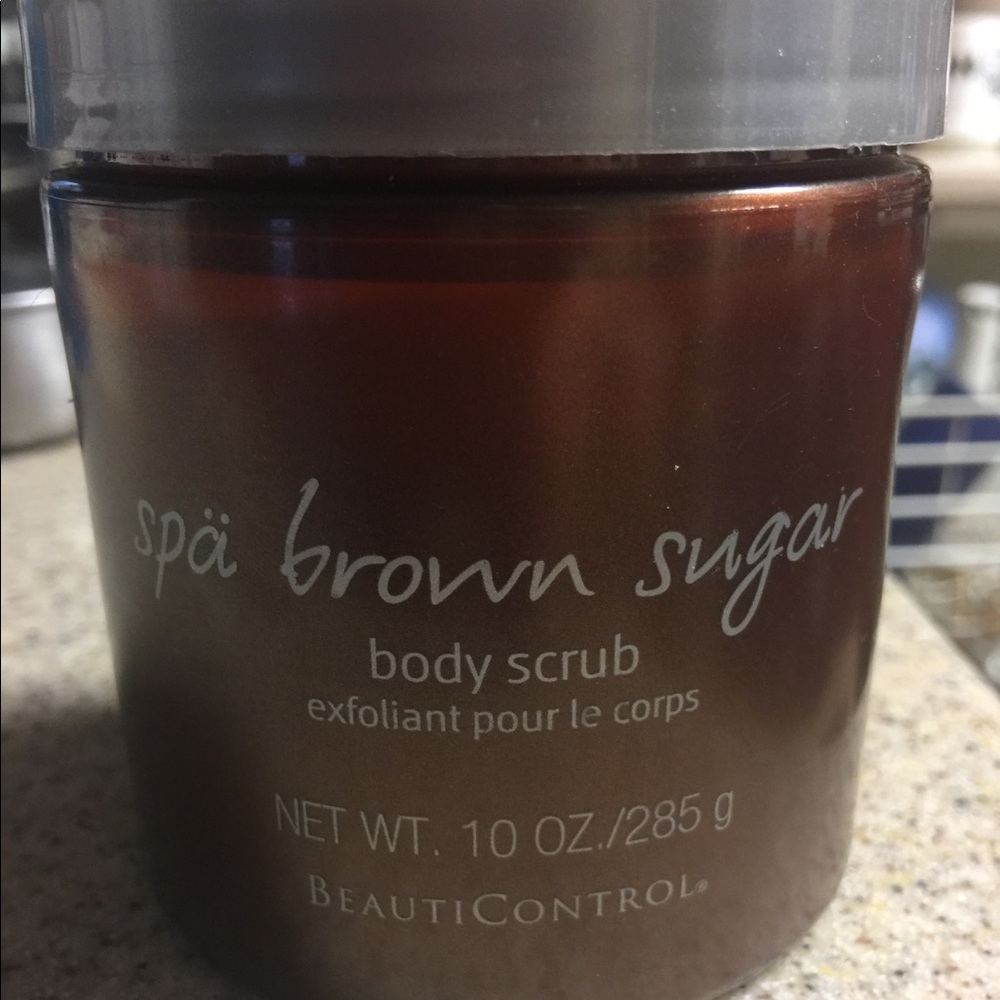 spä brown sugar
body scrub
exfoliant pour le corps
NET WT. 10 OZ./285 g
BEAUTICONTROL®